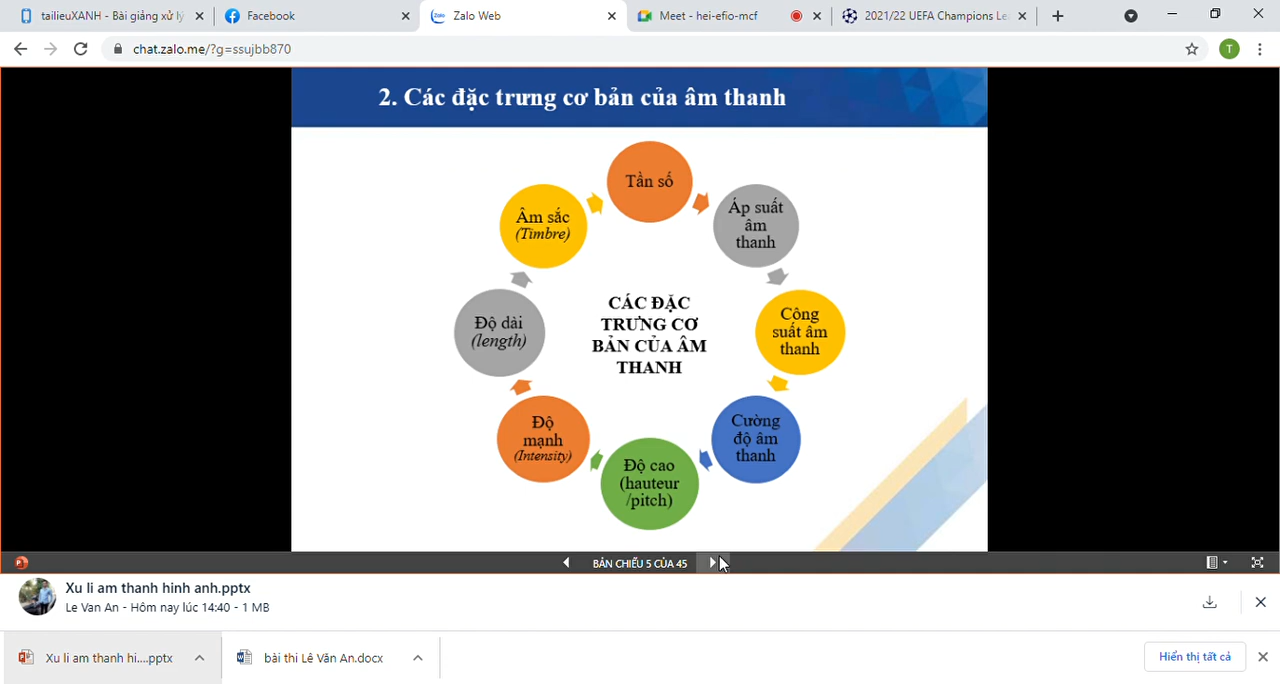 tailieuXANH - Bài giảng xử lý
Facebook
Zalo Web
Meet - hei-efio-mcf
2021/22 UEFA Champions Le
chat.zalo.me/?g=ssujbb870
T
2. Các đặc trưng cơ bản của âm thanh
Tần số
Áp suất
âm
thanh
Công
suất âm
thanh
Cường
độ âm
thanh
Độ cao
(hauteur
/pitch)
Độ
mạnh
(Intensity)
Độ dài
(length)
Âm sắc
(Timbre)
CÁC ĐẶC
TRƯNG CƠ
BẢN CỦA ÂM
THANH
BẢN CHIẾU 5 CỦA 45
Xu li am thanh hinh anh.pptx
Le Van An - Hôm nay lúc 14:40 - 1 MB
Xu li am thanh hi....pptx
bài thi Lê Văn An.docx
Hiển thị tất cả